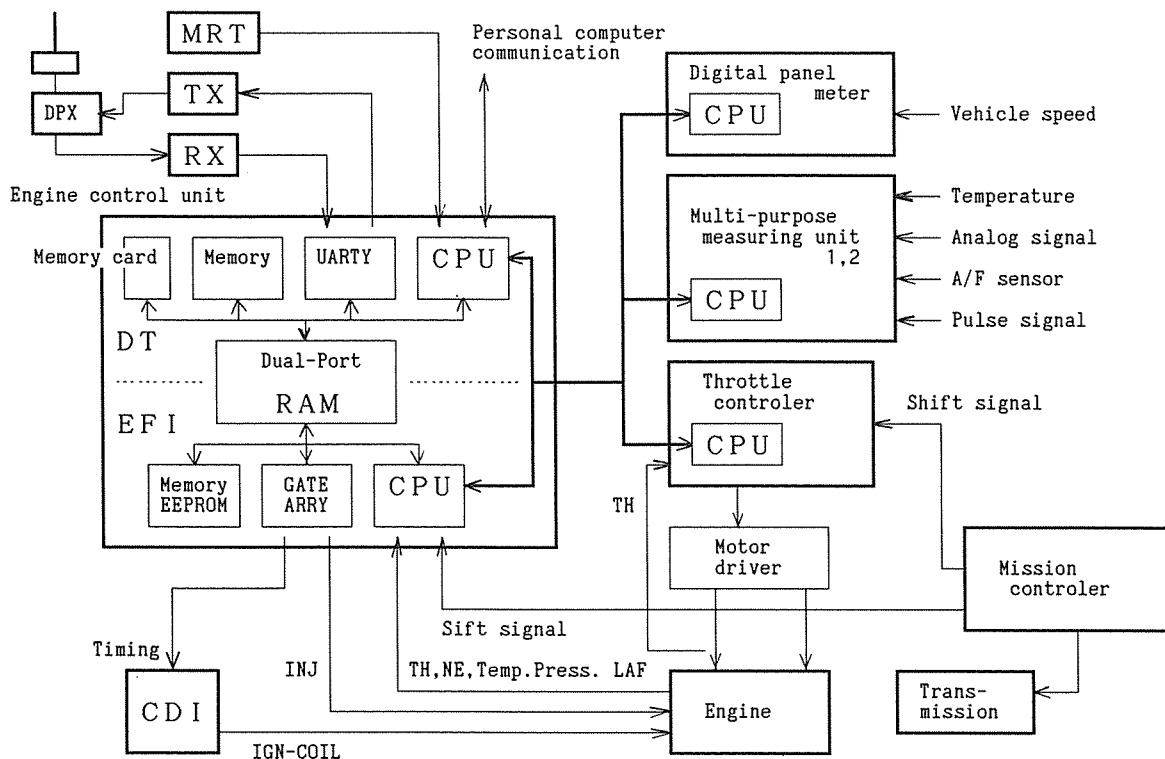 MRT
Personal computer
communication
TX
DPX
RX
Digital panel
meter
CPU
Vehicle speed
Engine control unit
Temperature
Multi-purpose
measuring unit
1,2
Analog signal
A/F sensor
CPU
Pulse signal
Memory card
Memory
UARTY
CPU
DT
Dual-Port
RAM
EFI
Throttle
controler
CPU
Shift signal
Memory
EEPROM
GATE
ARRY
CPU
TH
Motor
driver
Mission
controler
Sift signal
Timing
INJ
TH,NE,Temp.Press. LAF
CDI
Engine
Trans-
mission
IGN-COIL